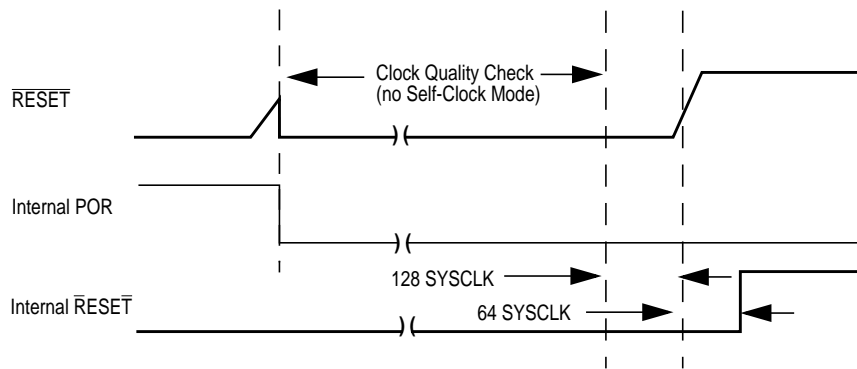 Clock Quality Check
(no Self-Clock Mode)
RESET
Internal POR
128 SYSCLK
Internal RESET
64 SYSCLK